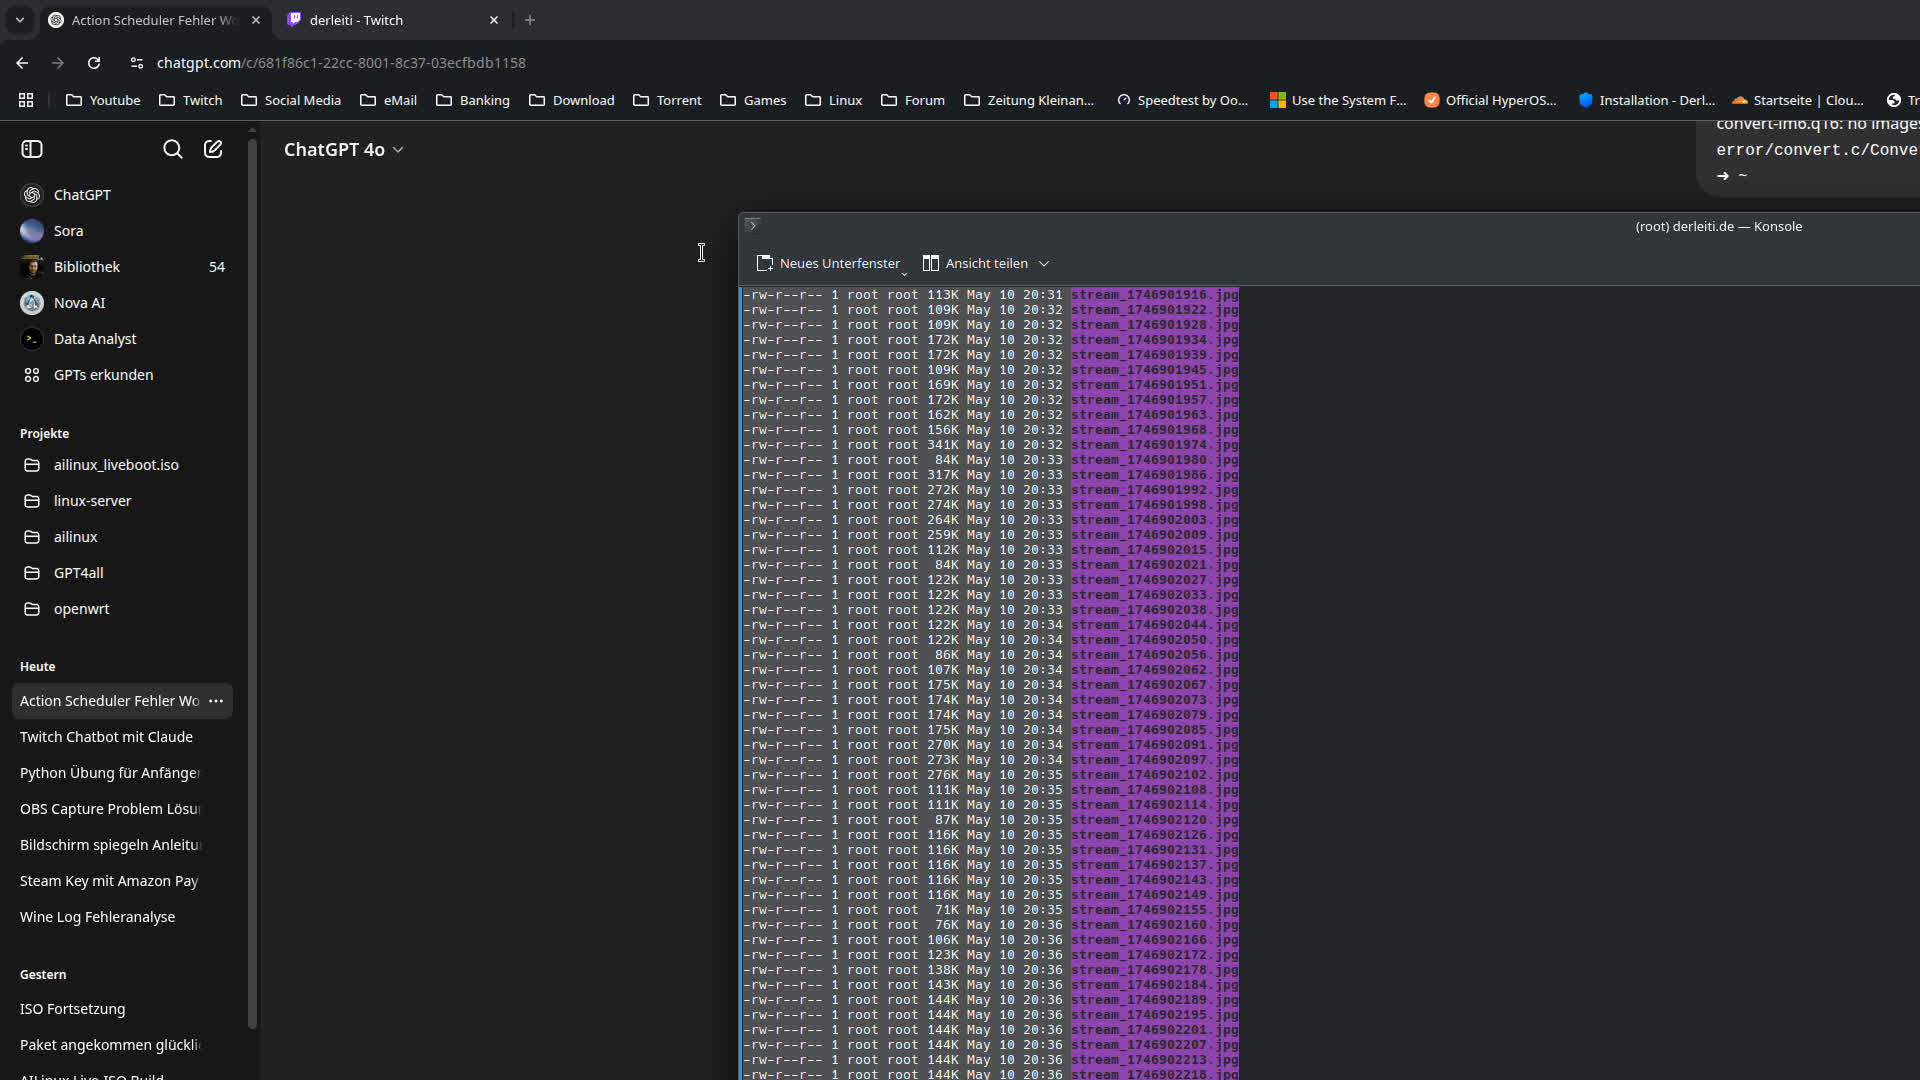 Action Scheduler Fehler Wo
derleiti - Twitch
chatgpt.com/c/681f86c1-22cc-8001-8c37-03ecfbdb1158
Youtube Twitch Social Media eMail Banking Download Torrent Games Linux Forum Zeitung Kleinan... Speedtest by Oo... Use the System F... Official HyperOS... Installation - Derl... Startseite | Clou... Tr
ChatGPT 4o
convert-im6.q16: no images
error/convert.c/Conve
➜ ~
ChatGPT
Sora
Bibliothek 54
Nova AI
Data Analyst
GPTs erkunden
Projekte
ailinux_liveboot.iso
linux-server
ailinux
GPT4all
openwrt
Heute
Action Scheduler Fehler Wo ...
Twitch Chatbot mit Claude
Python Übung für Anfänger
OBS Capture Problem Lösu
Bildschirm spiegeln Anleitu
Steam Key mit Amazon Pay
Wine Log Fehleranalyse
Gestern
ISO Fortsetzung
Paket angekommen glückli
AILinux Live ISO Build
(root) derleiti.de — Konsole
Neues Unterfenster Ansicht teilen
-rw-r--r-- 1 root root 113K May 10 20:31 stream_1746901916.jpg
-rw-r--r-- 1 root root 109K May 10 20:32 stream_1746901922.jpg
-rw-r--r-- 1 root root 109K May 10 20:32 stream_1746901928.jpg
-rw-r--r-- 1 root root 172K May 10 20:32 stream_1746901934.jpg
-rw-r--r-- 1 root root 172K May 10 20:32 stream_1746901939.jpg
-rw-r--r-- 1 root root 109K May 10 20:32 stream_1746901945.jpg
-rw-r--r-- 1 root root 169K May 10 20:32 stream_1746901951.jpg
-rw-r--r-- 1 root root 172K May 10 20:32 stream_1746901957.jpg
-rw-r--r-- 1 root root 162K May 10 20:32 stream_1746901963.jpg
-rw-r--r-- 1 root root 156K May 10 20:32 stream_1746901968.jpg
-rw-r--r-- 1 root root 341K May 10 20:32 stream_1746901974.jpg
-rw-r--r-- 1 root root 84K May 10 20:33 stream_1746901980.jpg
-rw-r--r-- 1 root root 317K May 10 20:33 stream_1746901986.jpg
-rw-r--r-- 1 root root 272K May 10 20:33 stream_1746901992.jpg
-rw-r--r-- 1 root root 274K May 10 20:33 stream_1746901998.jpg
-rw-r--r-- 1 root root 264K May 10 20:33 stream_1746902003.jpg
-rw-r--r-- 1 root root 259K May 10 20:33 stream_1746902009.jpg
-rw-r--r-- 1 root root 112K May 10 20:33 stream_1746902015.jpg
-rw-r--r-- 1 root root 84K May 10 20:33 stream_1746902021.jpg
-rw-r--r-- 1 root root 122K May 10 20:33 stream_1746902027.jpg
-rw-r--r-- 1 root root 122K May 10 20:33 stream_1746902033.jpg
-rw-r--r-- 1 root root 122K May 10 20:33 stream_1746902038.jpg
-rw-r--r-- 1 root root 122K May 10 20:34 stream_1746902044.jpg
-rw-r--r-- 1 root root 122K May 10 20:34 stream_1746902050.jpg
-rw-r--r-- 1 root root 86K May 10 20:34 stream_1746902056.jpg
-rw-r--r-- 1 root root 107K May 10 20:34 stream_1746902062.jpg
-rw-r--r-- 1 root root 175K May 10 20:34 stream_1746902067.jpg
-rw-r--r-- 1 root root 174K May 10 20:34 stream_1746902073.jpg
-rw-r--r-- 1 root root 174K May 10 20:34 stream_1746902079.jpg
-rw-r--r-- 1 root root 175K May 10 20:34 stream_1746902085.jpg
-rw-r--r-- 1 root root 270K May 10 20:34 stream_1746902091.jpg
-rw-r--r-- 1 root root 273K May 10 20:34 stream_1746902097.jpg
-rw-r--r-- 1 root root 276K May 10 20:35 stream_1746902102.jpg
-rw-r--r-- 1 root root 111K May 10 20:35 stream_1746902108.jpg
-rw-r--r-- 1 root root 111K May 10 20:35 stream_1746902114.jpg
-rw-r--r-- 1 root root 87K May 10 20:35 stream_1746902120.jpg
-rw-r--r-- 1 root root 116K May 10 20:35 stream_1746902126.jpg
-rw-r--r-- 1 root root 116K May 10 20:35 stream_1746902131.jpg
-rw-r--r-- 1 root root 116K May 10 20:35 stream_1746902137.jpg
-rw-r--r-- 1 root root 116K May 10 20:35 stream_1746902143.jpg
-rw-r--r-- 1 root root 116K May 10 20:35 stream_1746902149.jpg
-rw-r--r-- 1 root root 71K May 10 20:35 stream_1746902155.jpg
-rw-r--r-- 1 root root 76K May 10 20:36 stream_1746902160.jpg
-rw-r--r-- 1 root root 106K May 10 20:36 stream_1746902166.jpg
-rw-r--r-- 1 root root 123K May 10 20:36 stream_1746902172.jpg
-rw-r--r-- 1 root root 138K May 10 20:36 stream_1746902178.jpg
-rw-r--r-- 1 root root 143K May 10 20:36 stream_1746902184.jpg
-rw-r--r-- 1 root root 144K May 10 20:36 stream_1746902189.jpg
-rw-r--r-- 1 root root 144K May 10 20:36 stream_1746902195.jpg
-rw-r--r-- 1 root root 144K May 10 20:36 stream_1746902201.jpg
-rw-r--r-- 1 root root 144K May 10 20:36 stream_1746902207.jpg
-rw-r--r-- 1 root root 144K May 10 20:36 stream_1746902213.jpg
-rw-r--r-- 1 root root 144K May 10 20:36 stream_1746902218.jpg